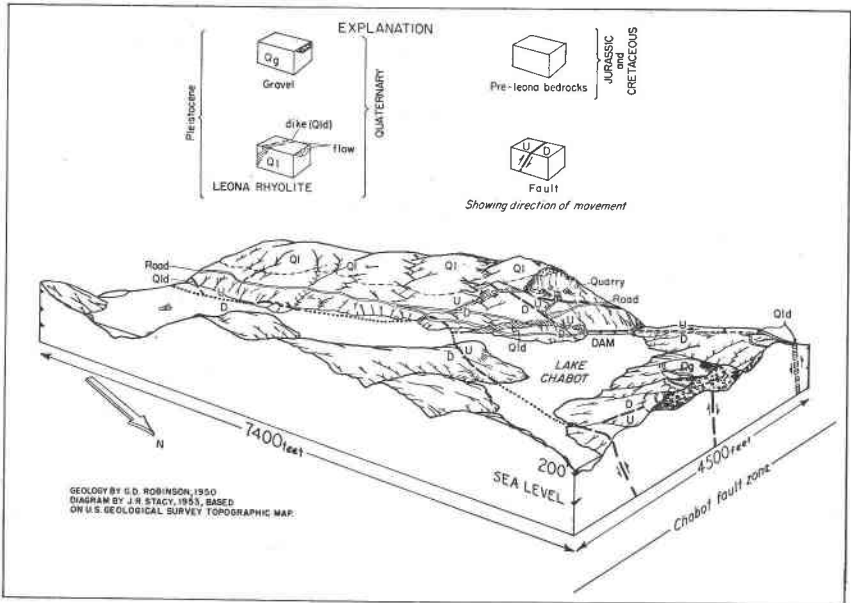 EXPLANATION
Pleistocene
Qg
Gravel
dike (Qld)
flow
Ql
LEONA RHYOLITE
QUATERNARY
Pre-leona bedrocks
JURASSIC
and
CRETACEOUS
U D
Fault
Showing direction of movement
Road
Qld
Ql
Ql
Ql
Ql
Quarry
Road
Qld
U
D
U
D
U
D
U
D
U
D
Qld
DAM
D U
LAKE
CHABOT
Qg
D
U
N
7400 feet
200
SEA LEVEL
4500 feet
Chabot fault zone
GEOLOGY BY G.D. ROBINSON, 1950
DIAGRAM BY J.R. STACY, 1953, BASED
ON U.S. GEOLOGICAL SURVEY TOPOGRAPHIC MAP.